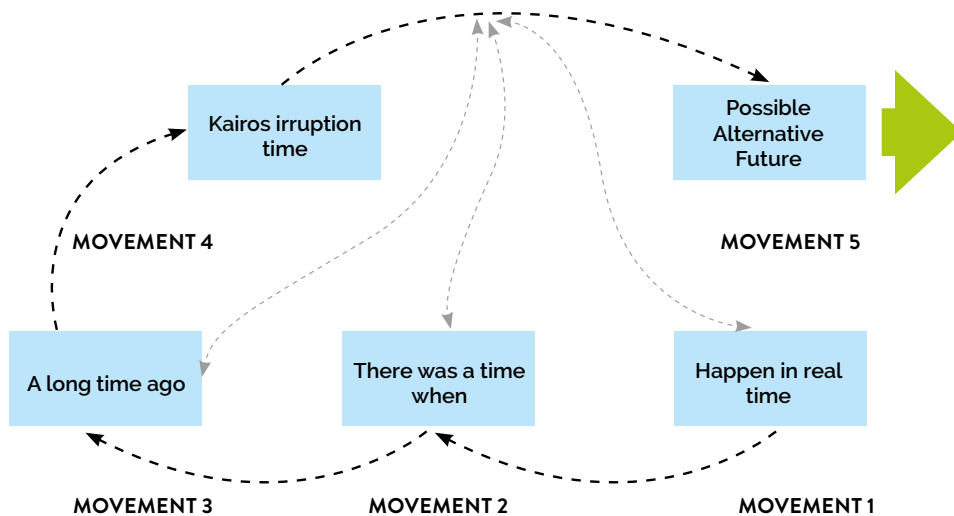 Kairos irruption
time
Possible
Alternative
Future
MOVEMENT 4
MOVEMENT 5
A long time ago
There was a time
when
Happen in real
time
MOVEMENT 3
MOVEMENT 2
MOVEMENT 1